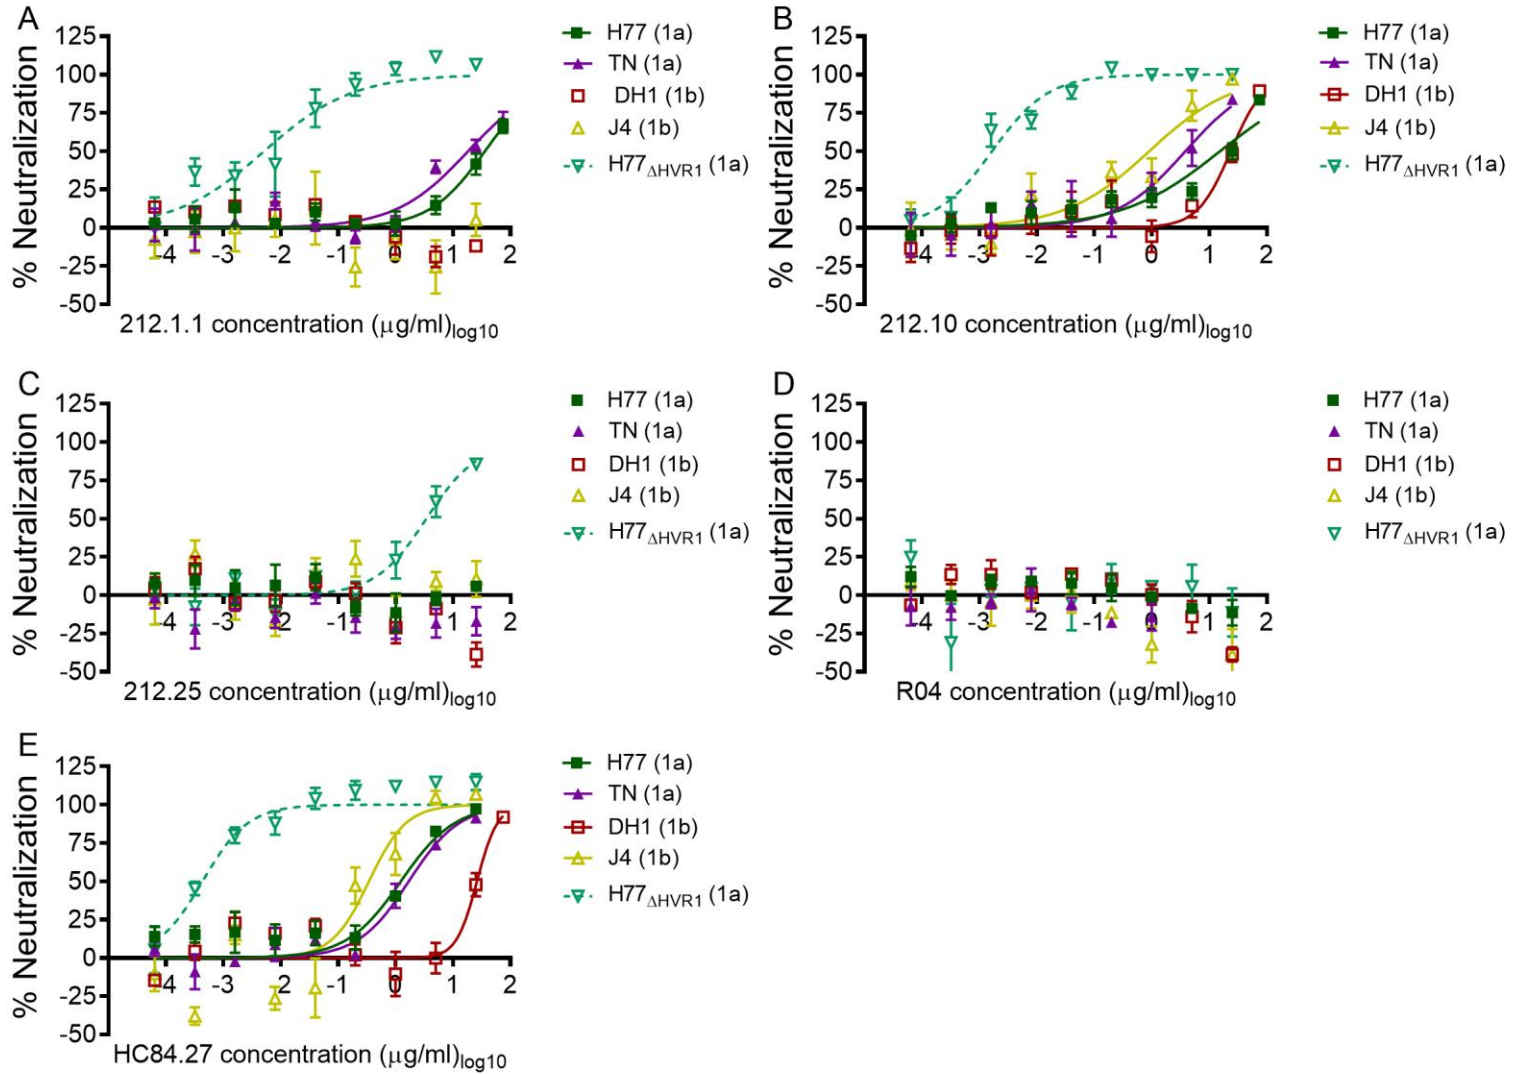 A
% Neutralization
125
100
75
50
25
0
-25
-50
-4 -3 -2 -1 0 1 2
212.1.1 concentration (μg/ml)log10
H77 (1a)
TN (1a)
DH1 (1b)
J4 (1b)
H77ΔHVR1 (1a)
B
% Neutralization
125
100
75
50
25
0
-25
-50
-4 -3 -2 -1 0 1 2
212.10 concentration (μg/ml)log10
H77 (1a)
TN (1a)
DH1 (1b)
J4 (1b)
H77ΔHVR1 (1a)
C
% Neutralization
125
100
75
50
25
0
-25
-50
-4 -3 -2 -1 0 1 2
212.25 concentration (μg/ml)log10
H77 (1a)
TN (1a)
DH1 (1b)
J4 (1b)
H77ΔHVR1 (1a)
D
% Neutralization
125
100
75
50
25
0
-25
-50
-4 -3 -2 -1 0 1 2
R04 concentration (μg/ml)log10
H77 (1a)
TN (1a)
DH1 (1b)
J4 (1b)
H77ΔHVR1 (1a)
E
% Neutralization
125
100
75
50
25
0
-25
-50
-4 -3 -2 -1 0 1 2
HC84.27 concentration (μg/ml)log10
H77 (1a)
TN (1a)
DH1 (1b)
J4 (1b)
H77ΔHVR1 (1a)